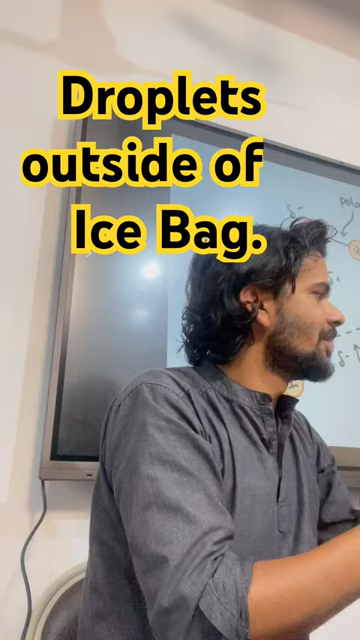 Droplets
outside of
Ice Bag.
δ-
δ-